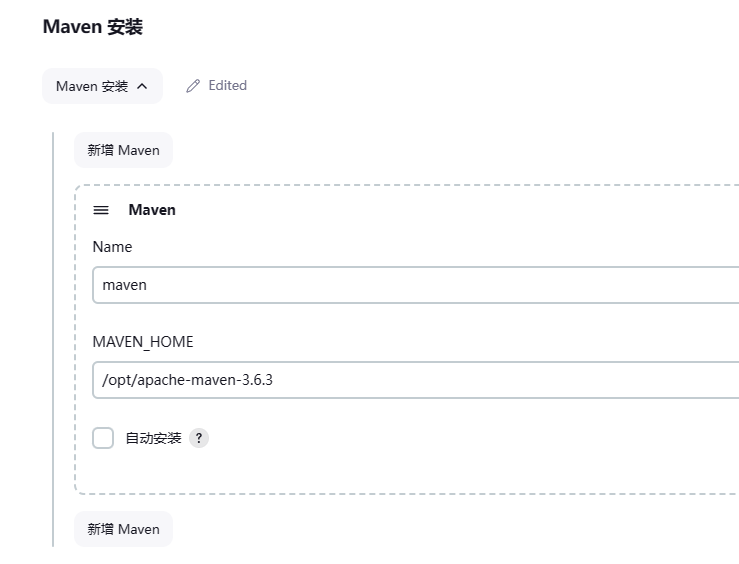 Maven 安装
Maven 安装
Edited
新增 Maven
Maven
Name
maven
MAVEN_HOME
/opt/apache-maven-3.6.3
自动安装 ?
新增 Maven